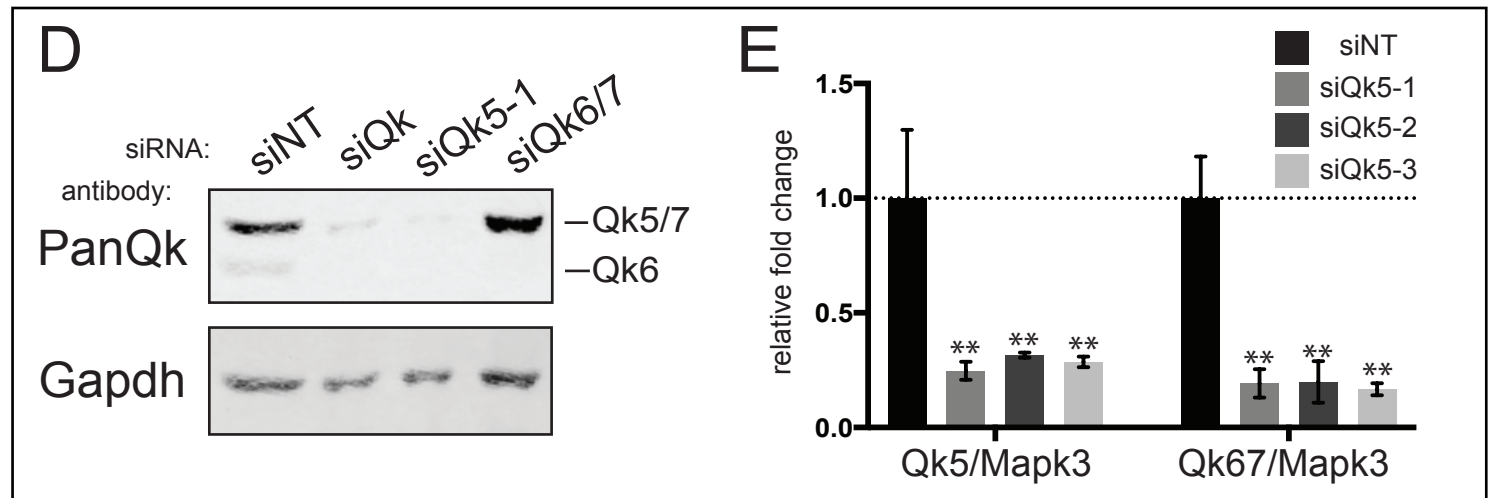 D
siRNA:
siNT
siQk
siQk5-1
siQk6/7
antibody:
PanQk
–Qk5/7
–Qk6
Gapdh
E
siNT
siQk5-1
siQk5-2
siQk5-3
relative fold change
1.5
1.0
0.5
0.0
** ** ** ** ** **
Qk5/Mapk3 Qk67/Mapk3